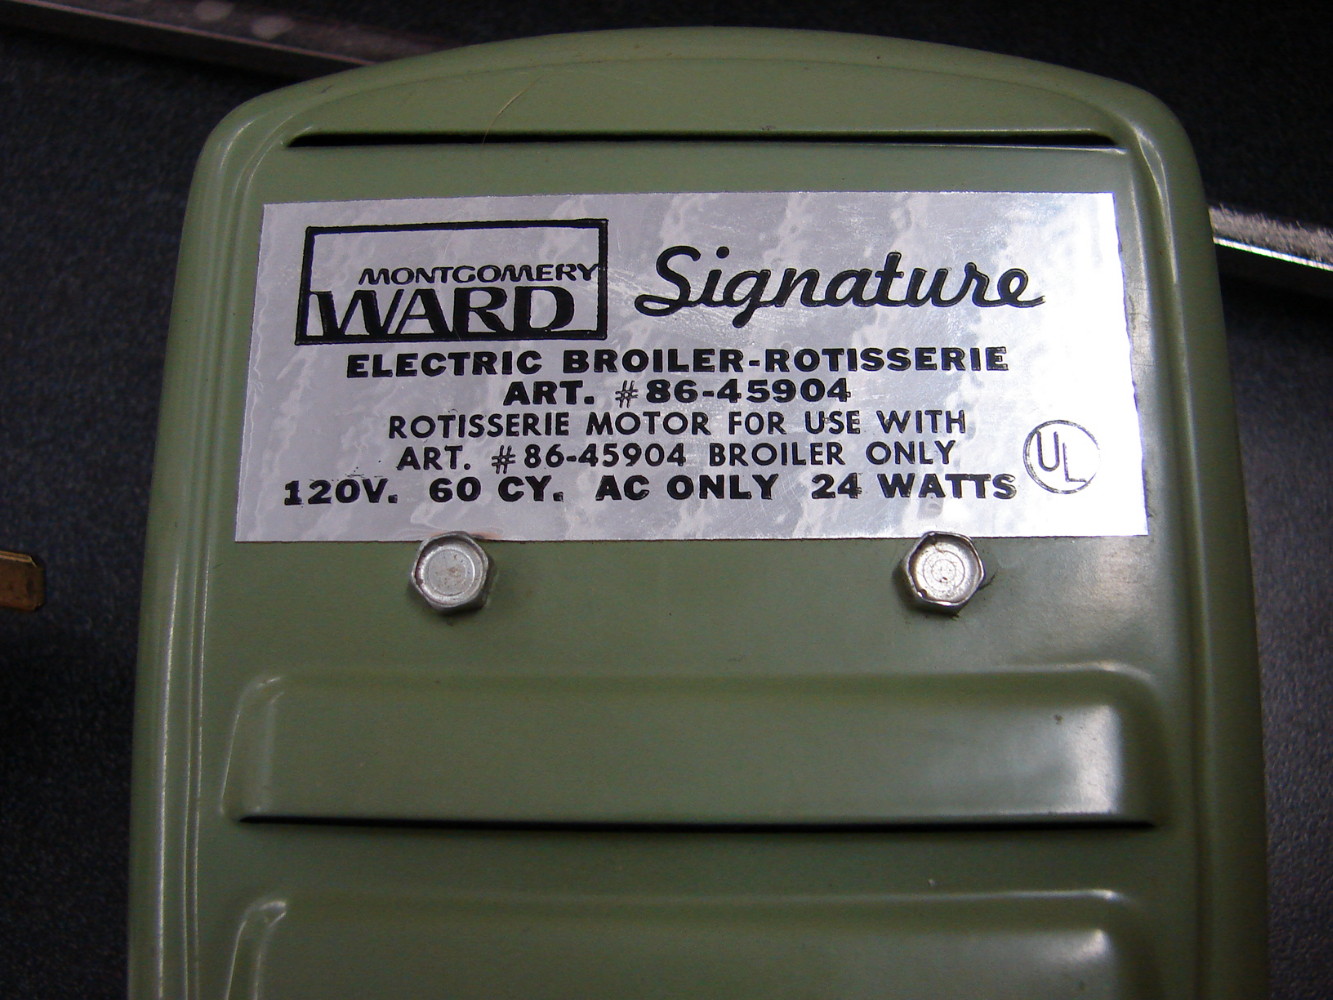 MONTGOMERY
WARD
Signature
ELECTRIC BROILER-ROTISSERIE
ART. #86-45904
ROTISSERIE MOTOR FOR USE WITH
ART. #86-45904 BROILER ONLY
UL
120V. 60 CY. AC ONLY 24 WATTS